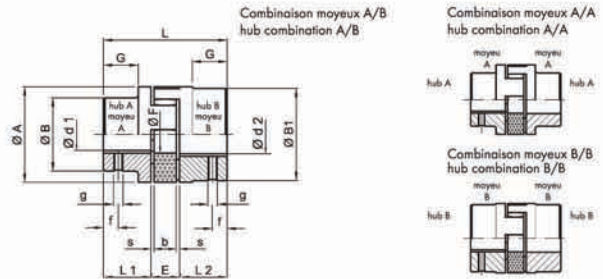 Combinaison moyeux A/B
hub combination A/B
L
G
G
Ø A
Ø B
Ø d 1
hub A
moyeu
A
Ø F
hub B
moyeu
B
Ø d 2
Ø B1
g
g
f
f
s
b
s
L 1
E
L 2
Combinaison moyeux A/A
hub combination A/A
moyeu
A
moyeu
A
hub A
hub A
Combinaison moyeux B/B
hub combination B/B
moyeu
B
moyeu
B
hub B
hub B